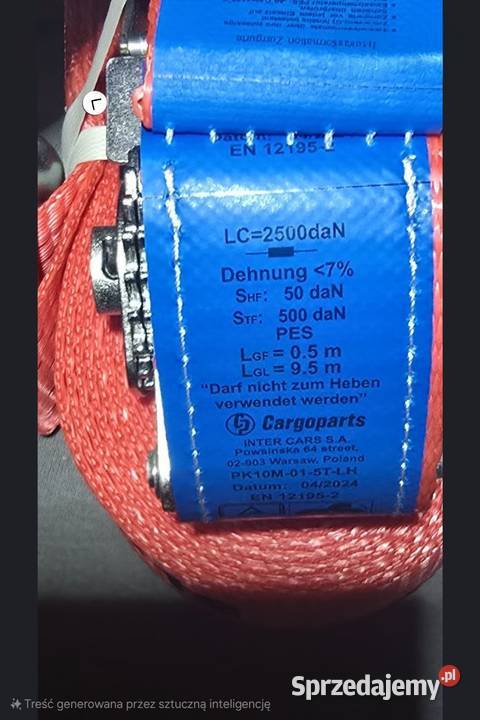 Datum:
EN 12195-2
LC=2500daN
Dehnung <7%
SHF: 50 daN
STF: 500 daN
PES
LGF = 0.5 m
LGL = 9.5 m
"Darf nicht zum Heben
verwendet werden"
Cargoparts
INTER CARS S.A.
Powsińska 64 street,
02-903 Warsaw, Poland
PK10M-01-5T-LH
Datum: 04/2024
EN 12195-2
Treść generowana przez sztuczną inteligencję
Sprzedajemy.pl